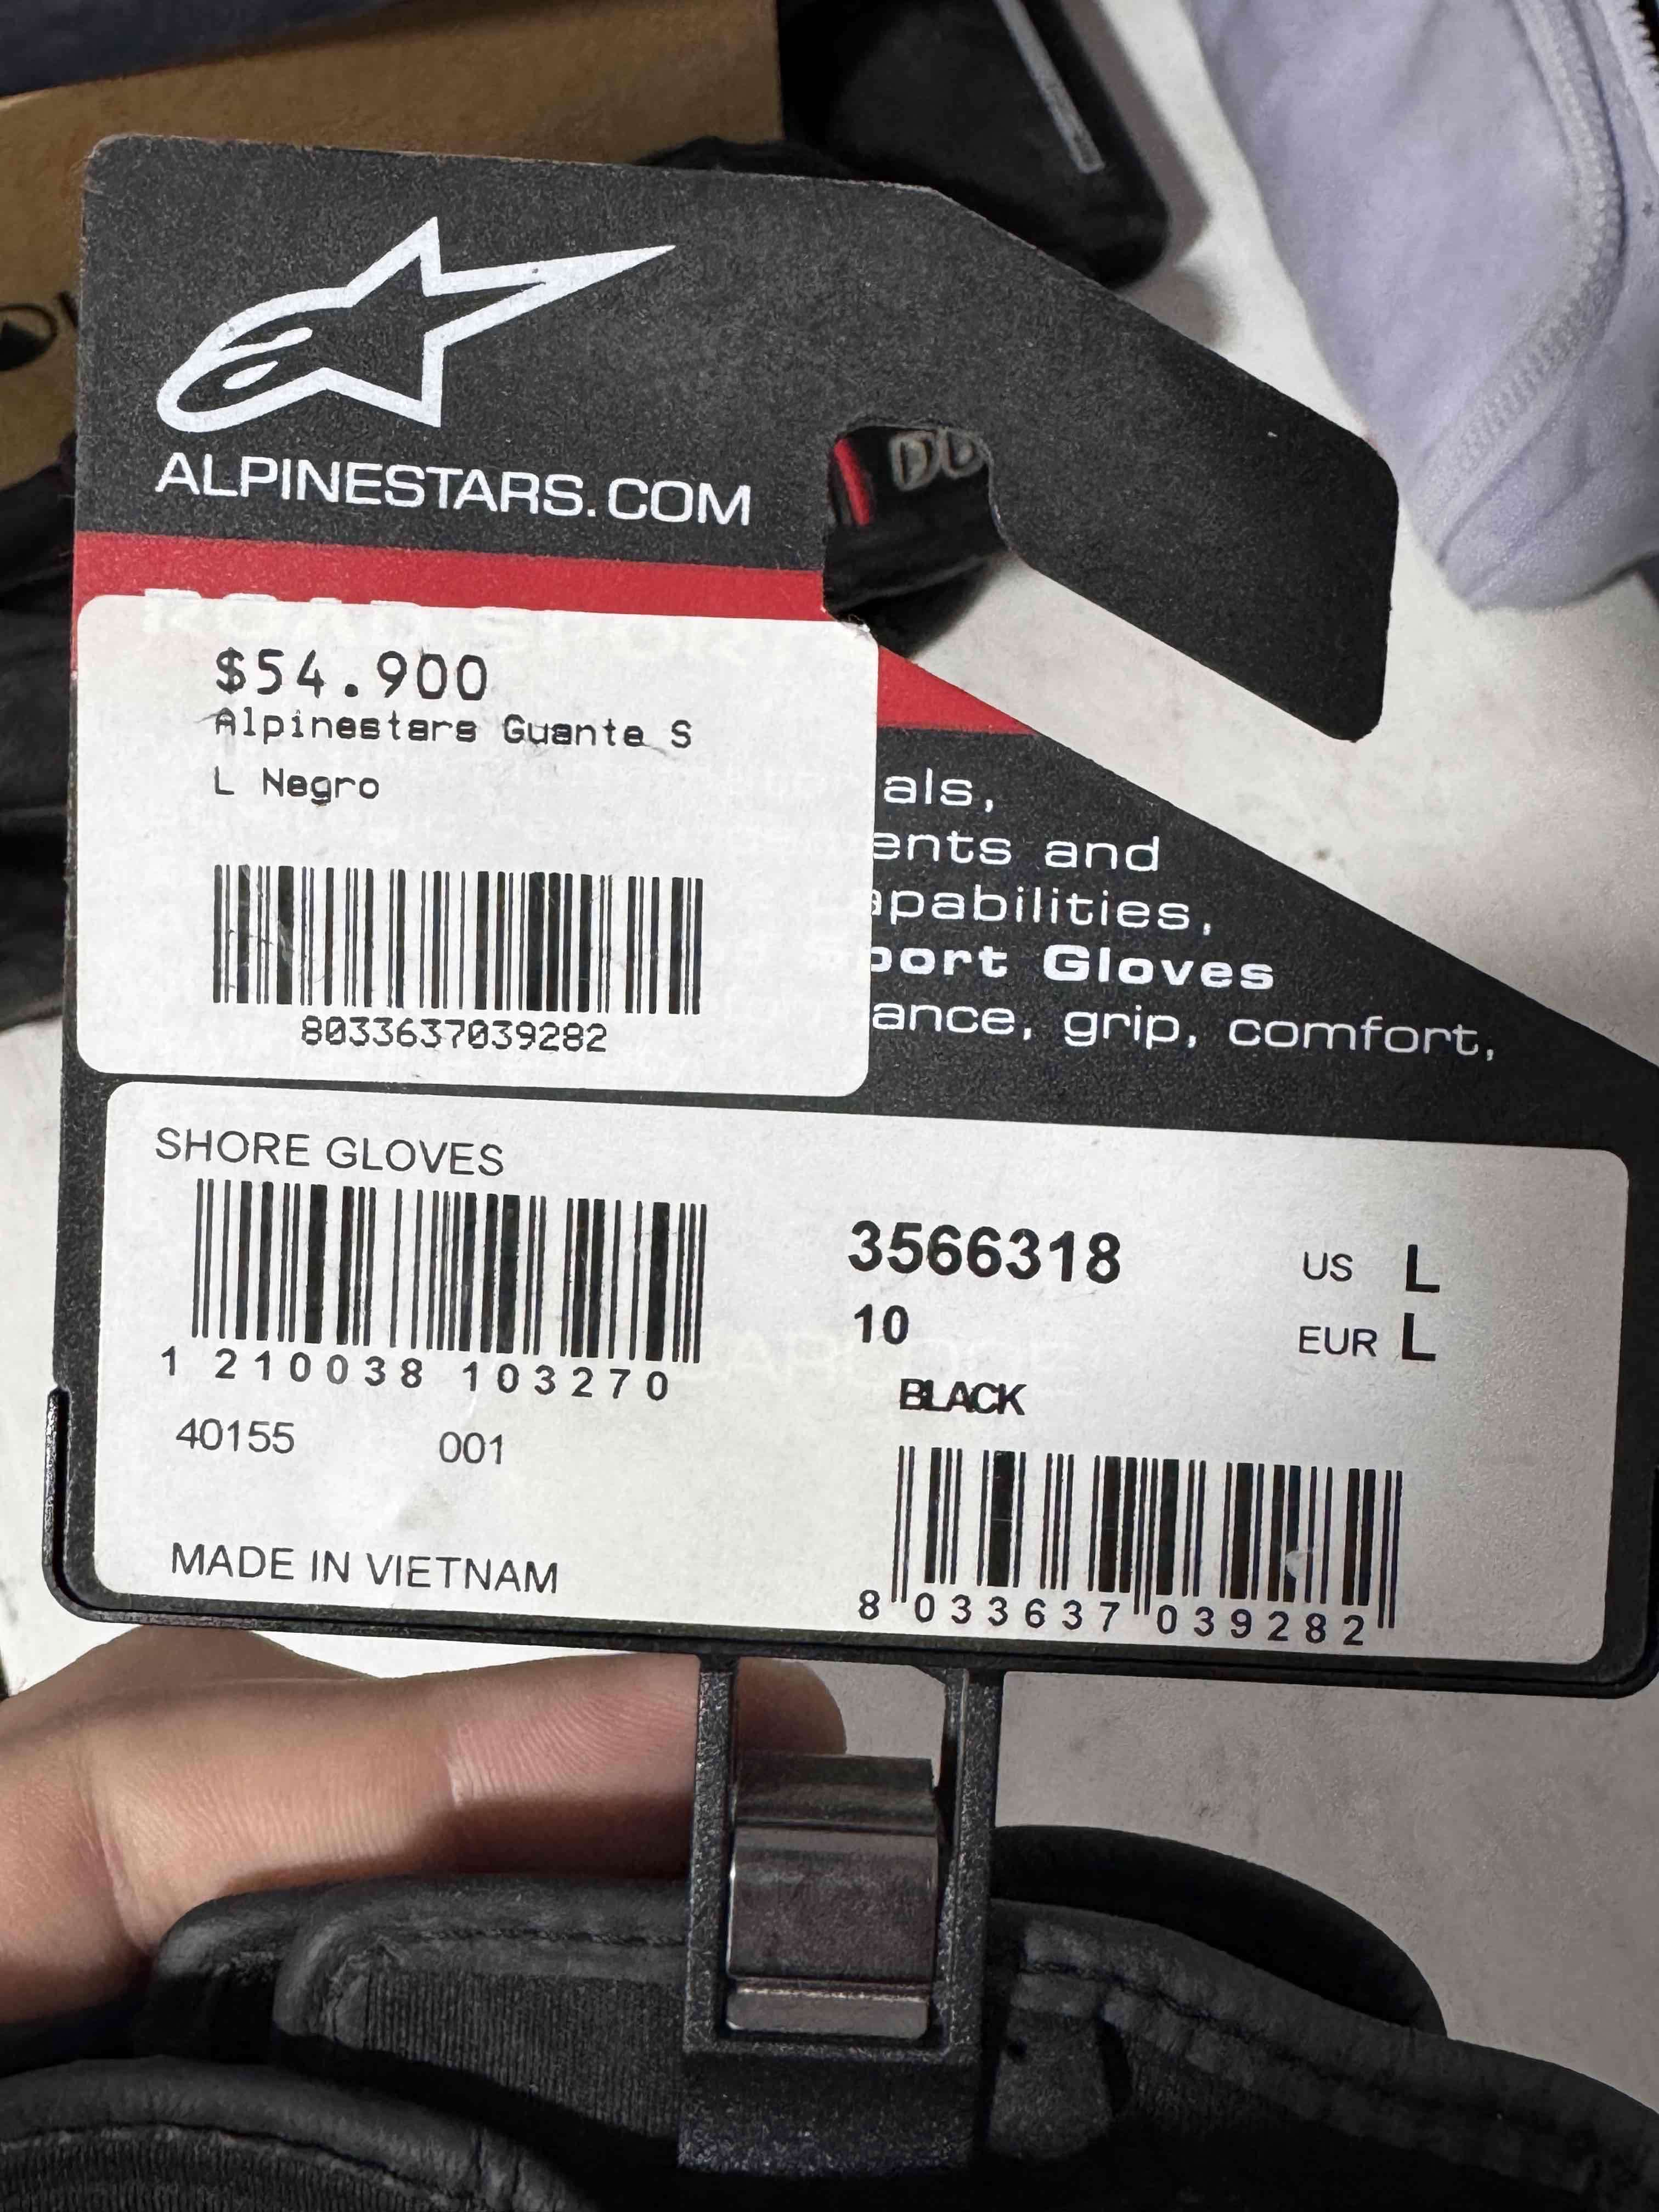 ALPINESTARS.COM
$54.900
Alpinestars Guante S
L Negro
8033637039282
als,
ents and
apabilities,
port Gloves
ance, grip, comfort,
SHORE GLOVES
1 210038 103270
40155 001
MADE IN VIETNAM
3566318
10
BLACK
US L
EUR L
8 033637 039282